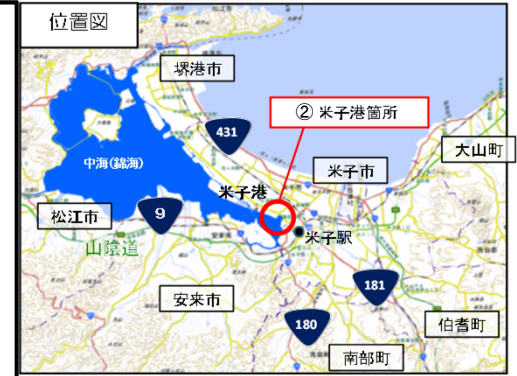 位置図
堺港市
② 米子港箇所
431
大山町
米子市
中海(錦海)
米子港
松江市
9
米子駅
山陰道
安来市
181
180
伯耆町
南部町